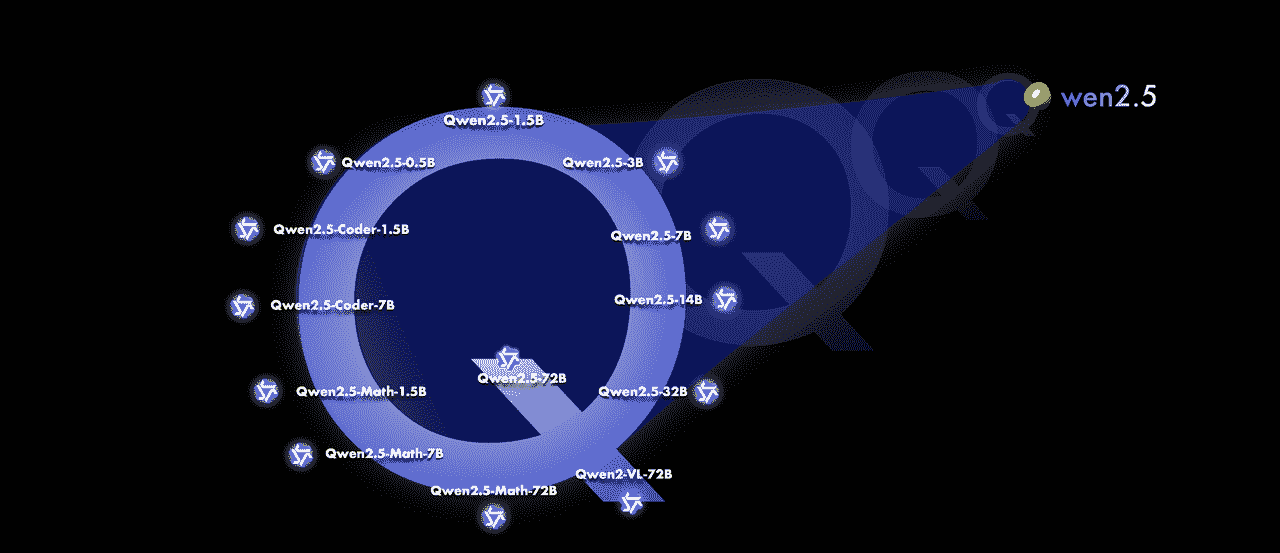 Qwen2.5
Qwen2.5-1.5B
Qwen2.5-0.5B
Qwen2.5-3B
Qwen2.5-Coder-1.5B
Qwen2.5-7B
Qwen2.5-Coder-7B
Qwen2.5-14B
Qwen2.5-72B
Qwen2.5-Math-1.5B
Qwen2.5-32B
Qwen2.5-Math-7B
Qwen2-VL-72B
Qwen2.5-Math-72B